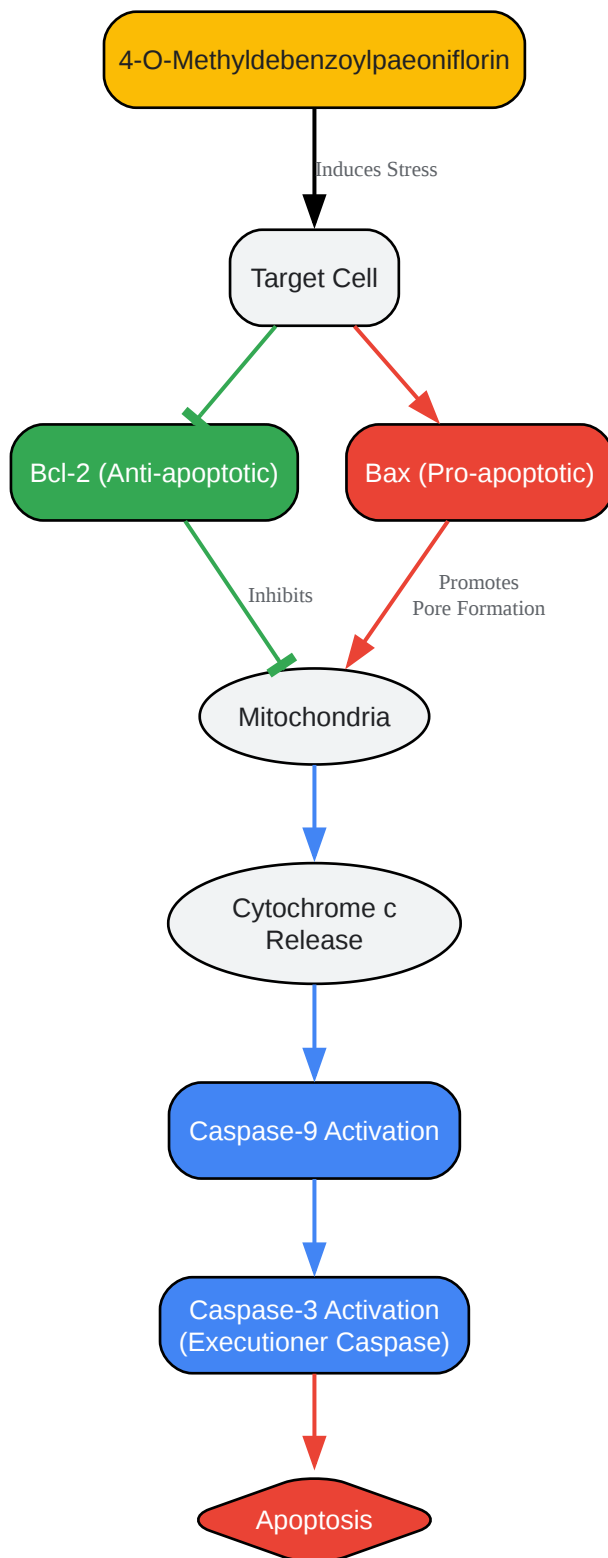 4-O-Methyldebenzoylpaeoniflorin
Induces Stress
Target Cell
Bcl-2 (Anti-apoptotic)
Bax (Pro-apoptotic)
Inhibits
Promotes
Pore Formation
Mitochondria
Cytochrome c
Release
Caspase-9 Activation
Caspase-3 Activation
(Executioner Caspase)
Apoptosis